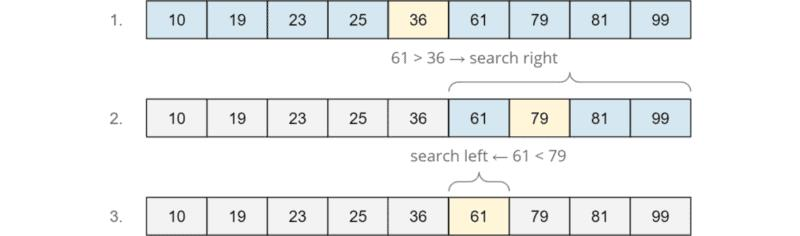 1. 10 19 23 25 36 61 79 81 99
61 > 36 → search right
2. 10 19 23 25 36 61 79 81 99
search left ← 61 < 79
3. 10 19 23 25 36 61 79 81 99